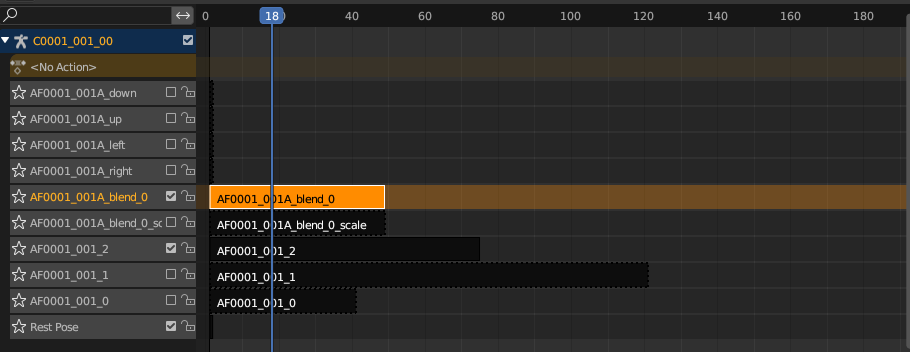 0 18 20 40 60 80 100 120 140 160 180
C0001_001_00
<No Action>
AF0001_001A_down
AF0001_001A_up
AF0001_001A_left
AF0001_001A_right
AF0001_001A_blend_0 AF0001_001A_blend_0
AF0001_001A_blend_0_sc AF0001_001A_blend_0_scale
AF0001_001_2 AF0001_001_2
AF0001_001_1 AF0001_001_1
AF0001_001_0 AF0001_001_0
Rest Pose